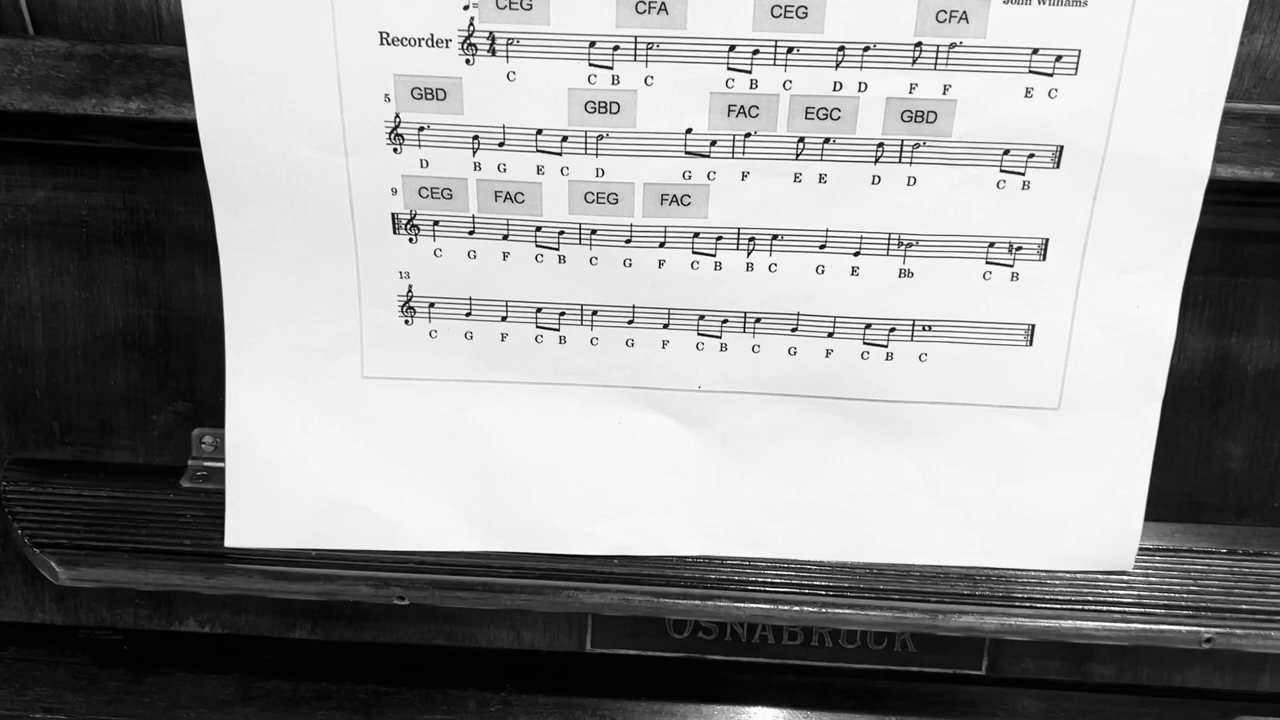 John Williams
CEG CFA CEG CFA
Recorder
C C B C C B C D D F F E C
5
GBD GBD FAC EGC GBD
D B G E C D G C F E E D D C B
9
CEG FAC CEG FAC
C G F C B C G F C B B C G E Bb C B
13
C G F C B C G F C B C G F C B C
OSNABRÜCK